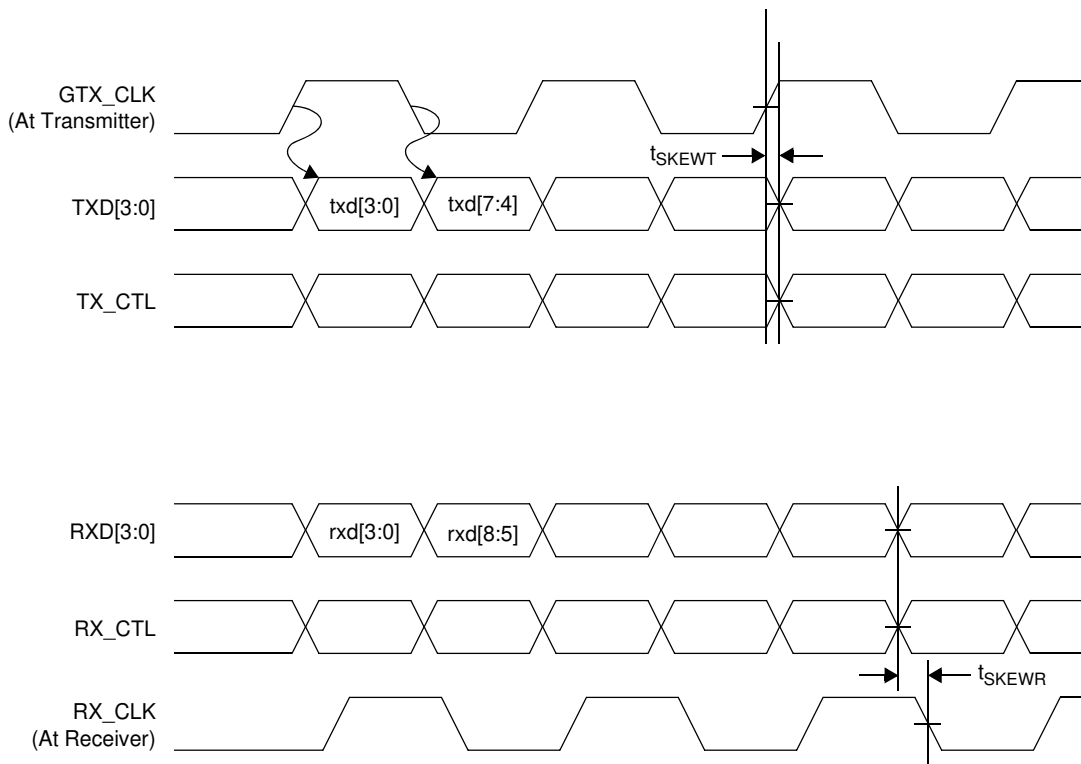 GTX_CLK
(At Transmitter)
tSKEWT
TXD[3:0]
txd[3:0]
txd[7:4]
TX_CTL
RXD[3:0]
rxd[3:0]
rxd[8:5]
RX_CTL
tSKEWR
RX_CLK
(At Receiver)